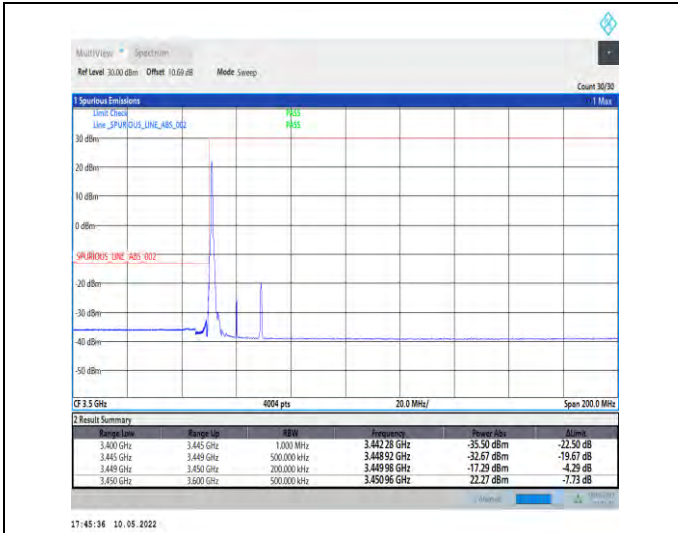 MultiView Spectrum
Ref Level 30.00 dBm Offset 10.69 dB Mode Sweep
Count 30/30
1 Spurious Emissions 1 Max
Limit Check PASS
Line _SPURIOUS_LINE_ABS_002 PASS
30 dBm
20 dBm
10 dBm
0 dBm
SPURIOUS_LINE_ABS_002
-20 dBm
-30 dBm
-40 dBm
-50 dBm
CF 3.5 GHz 4004 pts 20.0 MHz/ Span 200.0 MHz
2 Result Summary
Range Low Range Up RBW Frequency Power Abs ΔLimit
3.400 GHz 3.445 GHz 1.000 MHz 3.442 28 GHz -35.50 dBm -22.50 dB
3.445 GHz 3.449 GHz 500.000 kHz 3.448 92 GHz -32.67 dBm -19.67 dB
3.449 GHz 3.450 GHz 200.000 kHz 3.449 98 GHz -17.29 dBm -4.29 dB
3.450 GHz 3.600 GHz 500.000 kHz 3.450 96 GHz 22.27 dBm -7.73 dB
17:45:36 10.05.2022